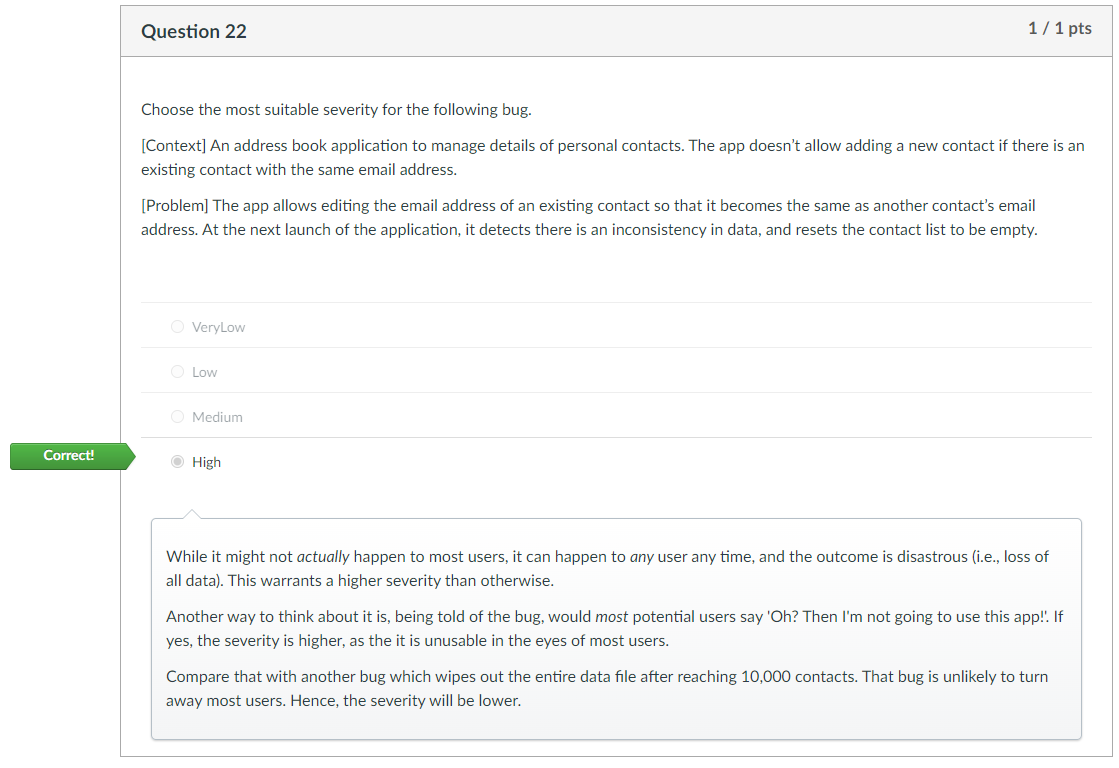 Question 22
1 / 1 pts
Choose the most suitable severity for the following bug.
[Context] An address book application to manage details of personal contacts. The app doesn’t allow adding a new contact if there is an
existing contact with the same email address.
[Problem] The app allows editing the email address of an existing contact so that it becomes the same as another contact’s email
address. At the next launch of the application, it detects there is an inconsistency in data, and resets the contact list to be empty.
VeryLow
Low
Medium
Correct!
High
While it might not actually happen to most users, it can happen to any user any time, and the outcome is disastrous (i.e., loss of
all data). This warrants a higher severity than otherwise.
Another way to think about it is, being told of the bug, would most potential users say 'Oh? Then I'm not going to use this app!'. If
yes, the severity is higher, as the it is unusable in the eyes of most users.
Compare that with another bug which wipes out the entire data file after reaching 10,000 contacts. That bug is unlikely to turn
away most users. Hence, the severity will be lower.